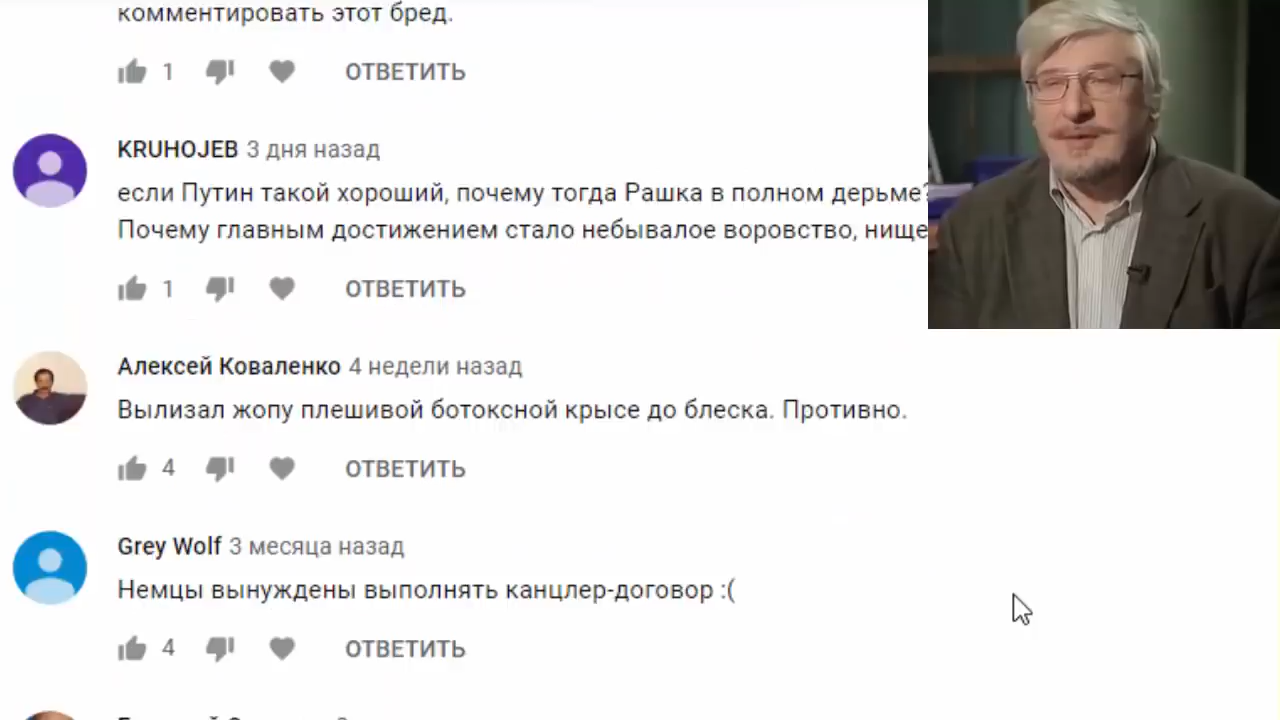 комментировать этот бред.
1 ОТВЕТИТЬ
KRUHOJEB 3 дня назад
если Путин такой хороший, почему тогда Рашка в полном дерьме?
Почему главным достижением стало небывалое воровство, нище
1 ОТВЕТИТЬ
Алексей Коваленко 4 недели назад
Вылизал жопу плешивой ботоксной крысе до блеска. Противно.
4 ОТВЕТИТЬ
Grey Wolf 3 месяца назад
Немцы вынуждены выполнять канцлер-договор :(
4 ОТВЕТИТЬ